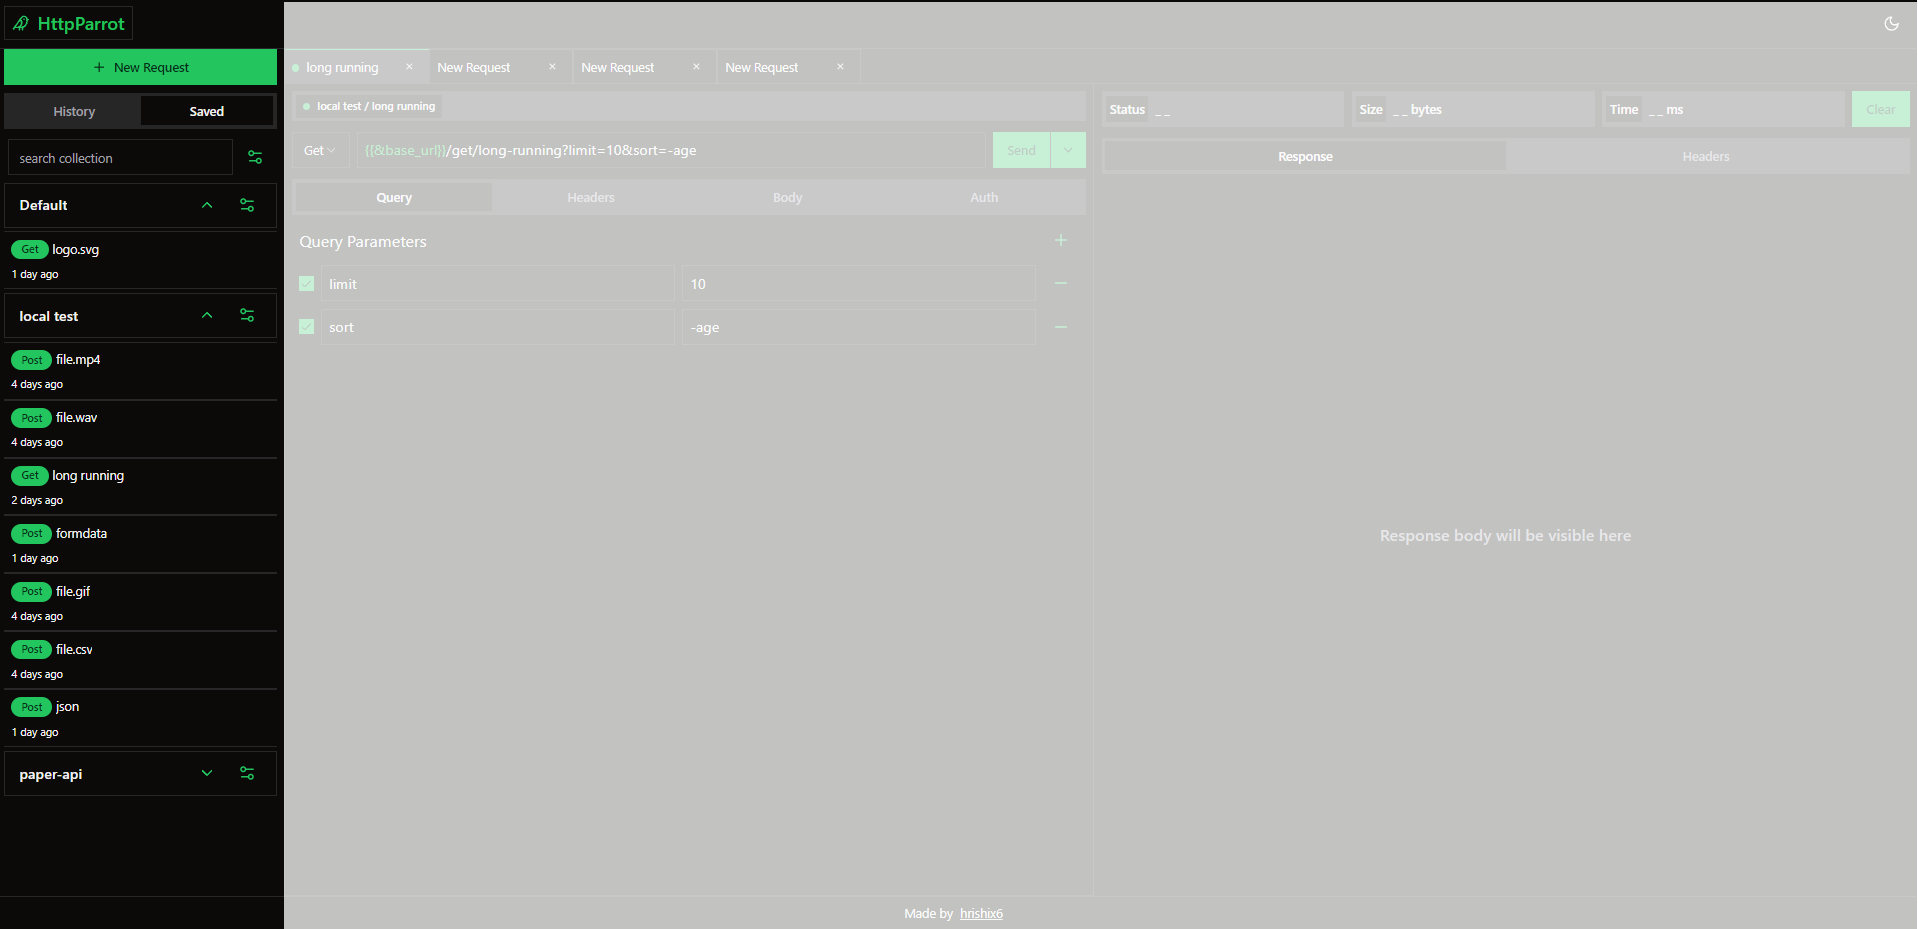 HttpParrot
+ New Request
History Saved
search collection
Default
Get logo.svg
1 day ago
local test
Post file.mp4
4 days ago
Post file.wav
4 days ago
Get long running
2 days ago
Post formdata
1 day ago
Post file.gif
4 days ago
Post file.csv
4 days ago
Post json
1 day ago
paper-api
long running × New Request × New Request × New Request ×
local test / long running
Get {{&base_url}}/get/long-running?limit=10&sort=-age Send
Query Headers Body Auth
Query Parameters
limit 10
sort -age
Status _ _ Size _ _ bytes Time _ _ ms Clear
Response Headers
Response body will be visible here
Made by hrishix6